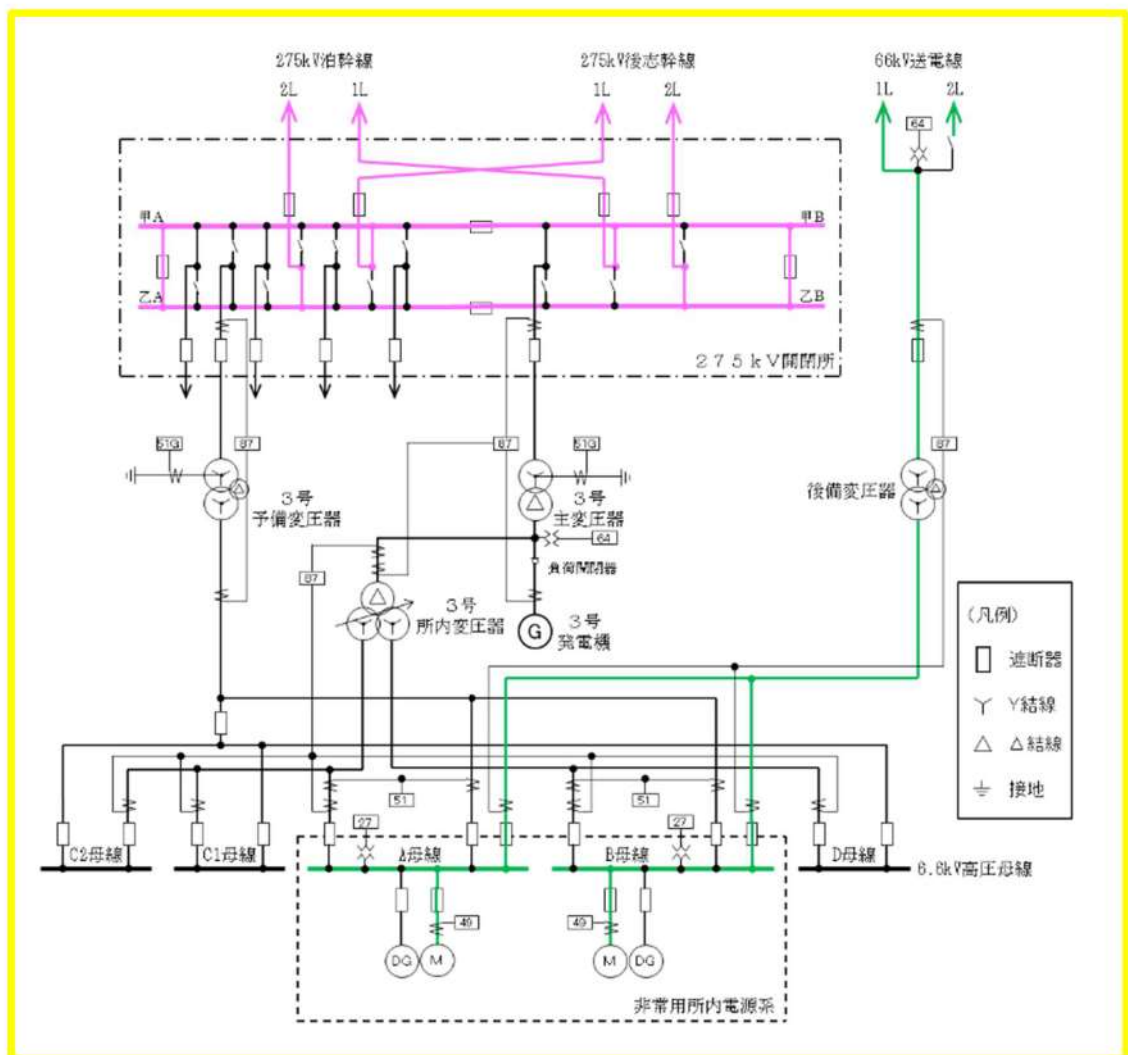 275kV泊幹線 275kV後志幹線 66kV送電線
2L 1L 1L 2L 1L 2L
64
甲A 甲B
乙A 乙B
275kV開閉所
51G 87 87 51G 87
3号
予備変圧器
3号
主変圧器
後備変圧器
64
負荷開閉器
87
3号
所内変圧器
G
3号
発電機
(凡例)
遮断器
Y結線
△結線
接地
51 51
27 27
C2母線 C1母線 A母線 B母線 D母線
6.6kV高圧母線
49 49
DG M M DG
非常用所内電源系